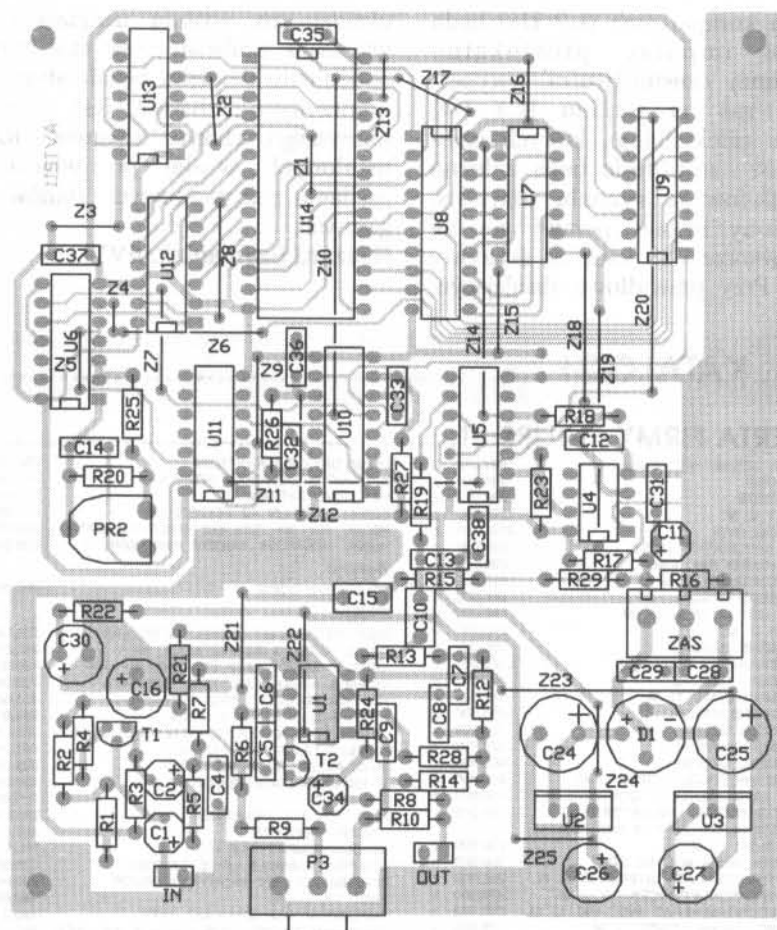 C35
U13
Z2
Z13
Z17
Z16
AVT1211
Z1
U14
U8
U7
U9
Z3
Z8
Z10
C37
U12
Z4
Z14
Z15
Z18
Z20
U6
Z5
Z7
Z6
Z9
C36
Z19
R25
U11
R26
C32
U10
C33
U5
R18
C12
C14
R20
R27
R19
R23
U4
C31
Z11
PR2
Z12
C38
C11
+
C13
R17
R15
R29
R16
C15
C10
R22
Z21
Z22
ZAS
C30
+
R21
R13
C29
C28
C16
+
R7
C6
U1
R24
C7
R12
Z23
R2
R4
T1
R6
C5
C9
C8
C24
+
+
D1
-
C25
+
T2
R28
Z24
R3
C2
+
R5
C4
C34
+
R14
R8
R1
C1
+
R9
R10
U2
U3
P3
OUT
Z25
C26
+
C27
+
IN